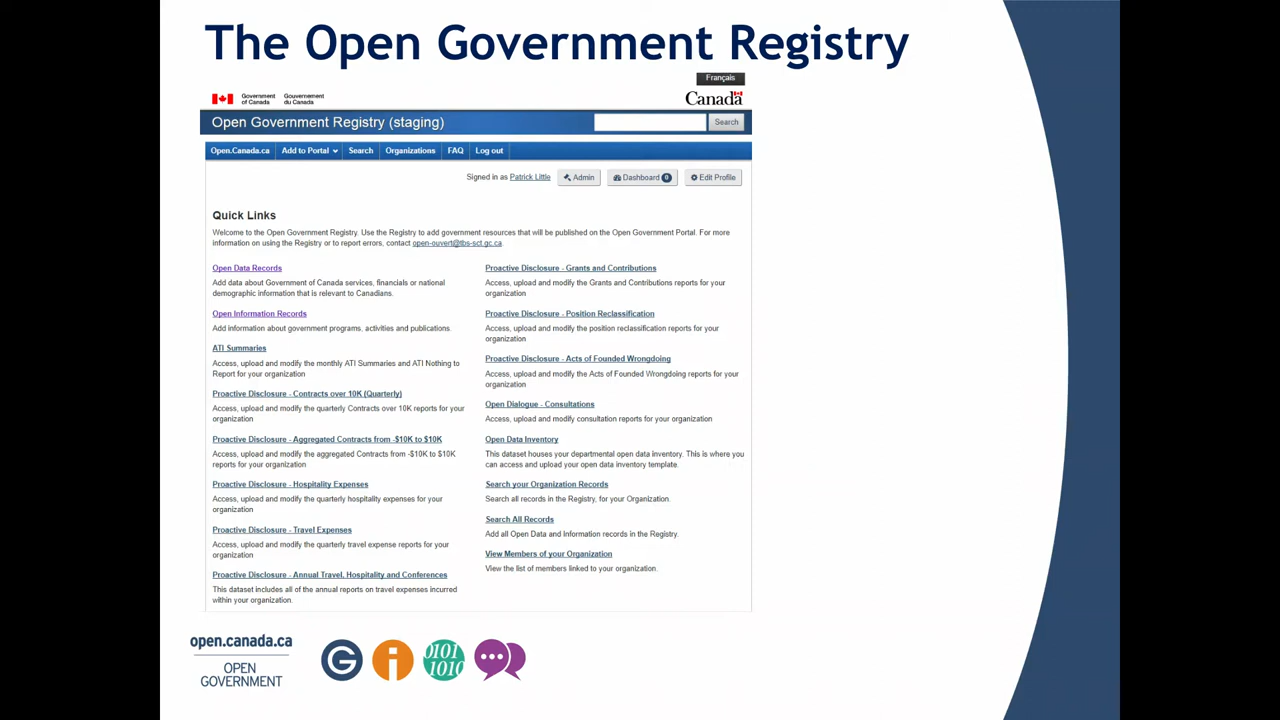 The Open Government Registry
Français
Government of Canada
Gouvernement du Canada
Canada
Open Government Registry (staging)
Search
Open.Canada.ca
Add to Portal
Search
Organizations
FAQ
Log out
Signed in as Patrick Little
Admin
Dashboard 0
Edit Profile
Quick Links
Welcome to the Open Government Registry. Use the Registry to add government resources that will be published on the Open Government Portal. For more
information on using the Registry or to report errors, contact open-ouvert@tbs-sct.gc.ca.
Open Data Records
Add data about Government of Canada services, financials or national
demographic information that is relevant to Canadians.
Open Information Records
Add information about government programs, activities and publications.
ATI Summaries
Access, upload and modify the monthly ATI Summaries and ATI Nothing to
Report for your organization
Proactive Disclosure - Contracts over 10K (Quarterly)
Access, upload and modify the quarterly Contracts over 10K reports for your
organization
Proactive Disclosure - Aggregated Contracts from -$10K to $10K
Access, upload and modify the aggregated Contracts from -$10K to $10K
reports for your organization
Proactive Disclosure - Hospitality Expenses
Access, upload and modify the quarterly hospitality expenses for your
organization
Proactive Disclosure - Travel Expenses
Access, upload and modify the quarterly travel expense reports for your
organization
Proactive Disclosure - Annual Travel, Hospitality and Conferences
This dataset includes all of the annual reports on travel expenses incurred
within your organization.
Proactive Disclosure - Grants and Contributions
Access, upload and modify the Grants and Contributions reports for your
organization
Proactive Disclosure - Position Reclassification
Access, upload and modify the position reclassification reports for your
organization
Proactive Disclosure - Acts of Founded Wrongdoing
Access, upload and modify the Acts of Founded Wrongdoing reports for your
organization
Open Dialogue - Consultations
Access, upload and modify consultation reports for your organization
Open Data Inventory
This dataset houses your departmental open data inventory. This is where you
can access and upload your open data inventory template.
Search your Organization Records
Search all records in the Registry, for your Organization.
Search All Records
Add all Open Data and Information records in the Registry.
View Members of your Organization
View the list of members linked to your organization.
open.canada.ca
OPEN
GOVERNMENT
G
i
0101
1010